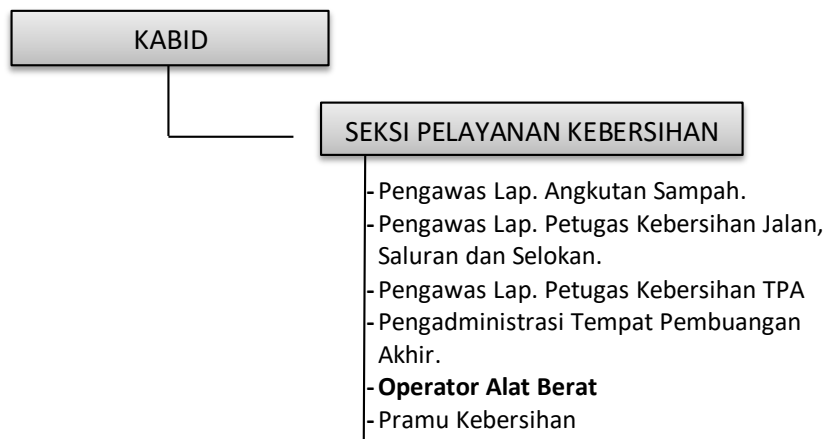 KABID
SEKSI PELAYANAN KEBERSIHAN
- Pengawas Lap. Angkutan Sampah.
- Pengawas Lap. Petugas Kebersihan Jalan,
Saluran dan Selokan.
- Pengawas Lap. Petugas Kebersihan TPA
- Pengadministrasi Tempat Pembuangan
Akhir.
- Operator Alat Berat
- Pramu Kebersihan